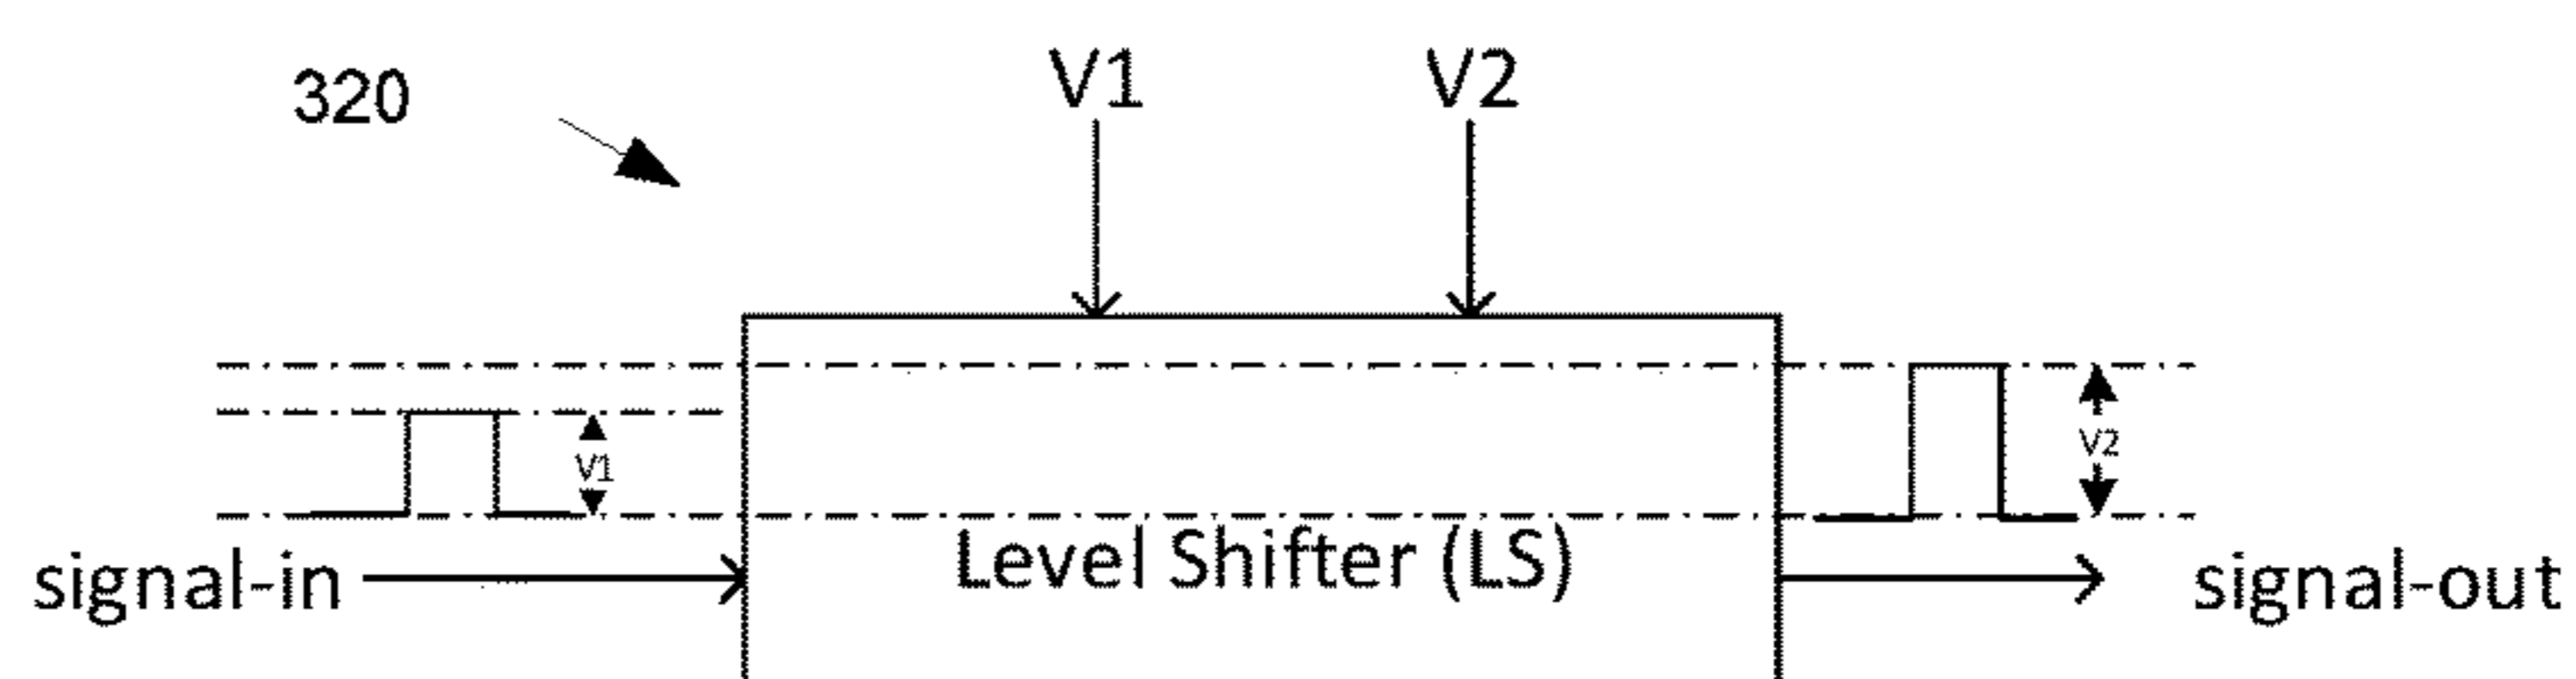 320
V1
V2
V1
V2
signal-in
Level Shifter (LS)
signal-out